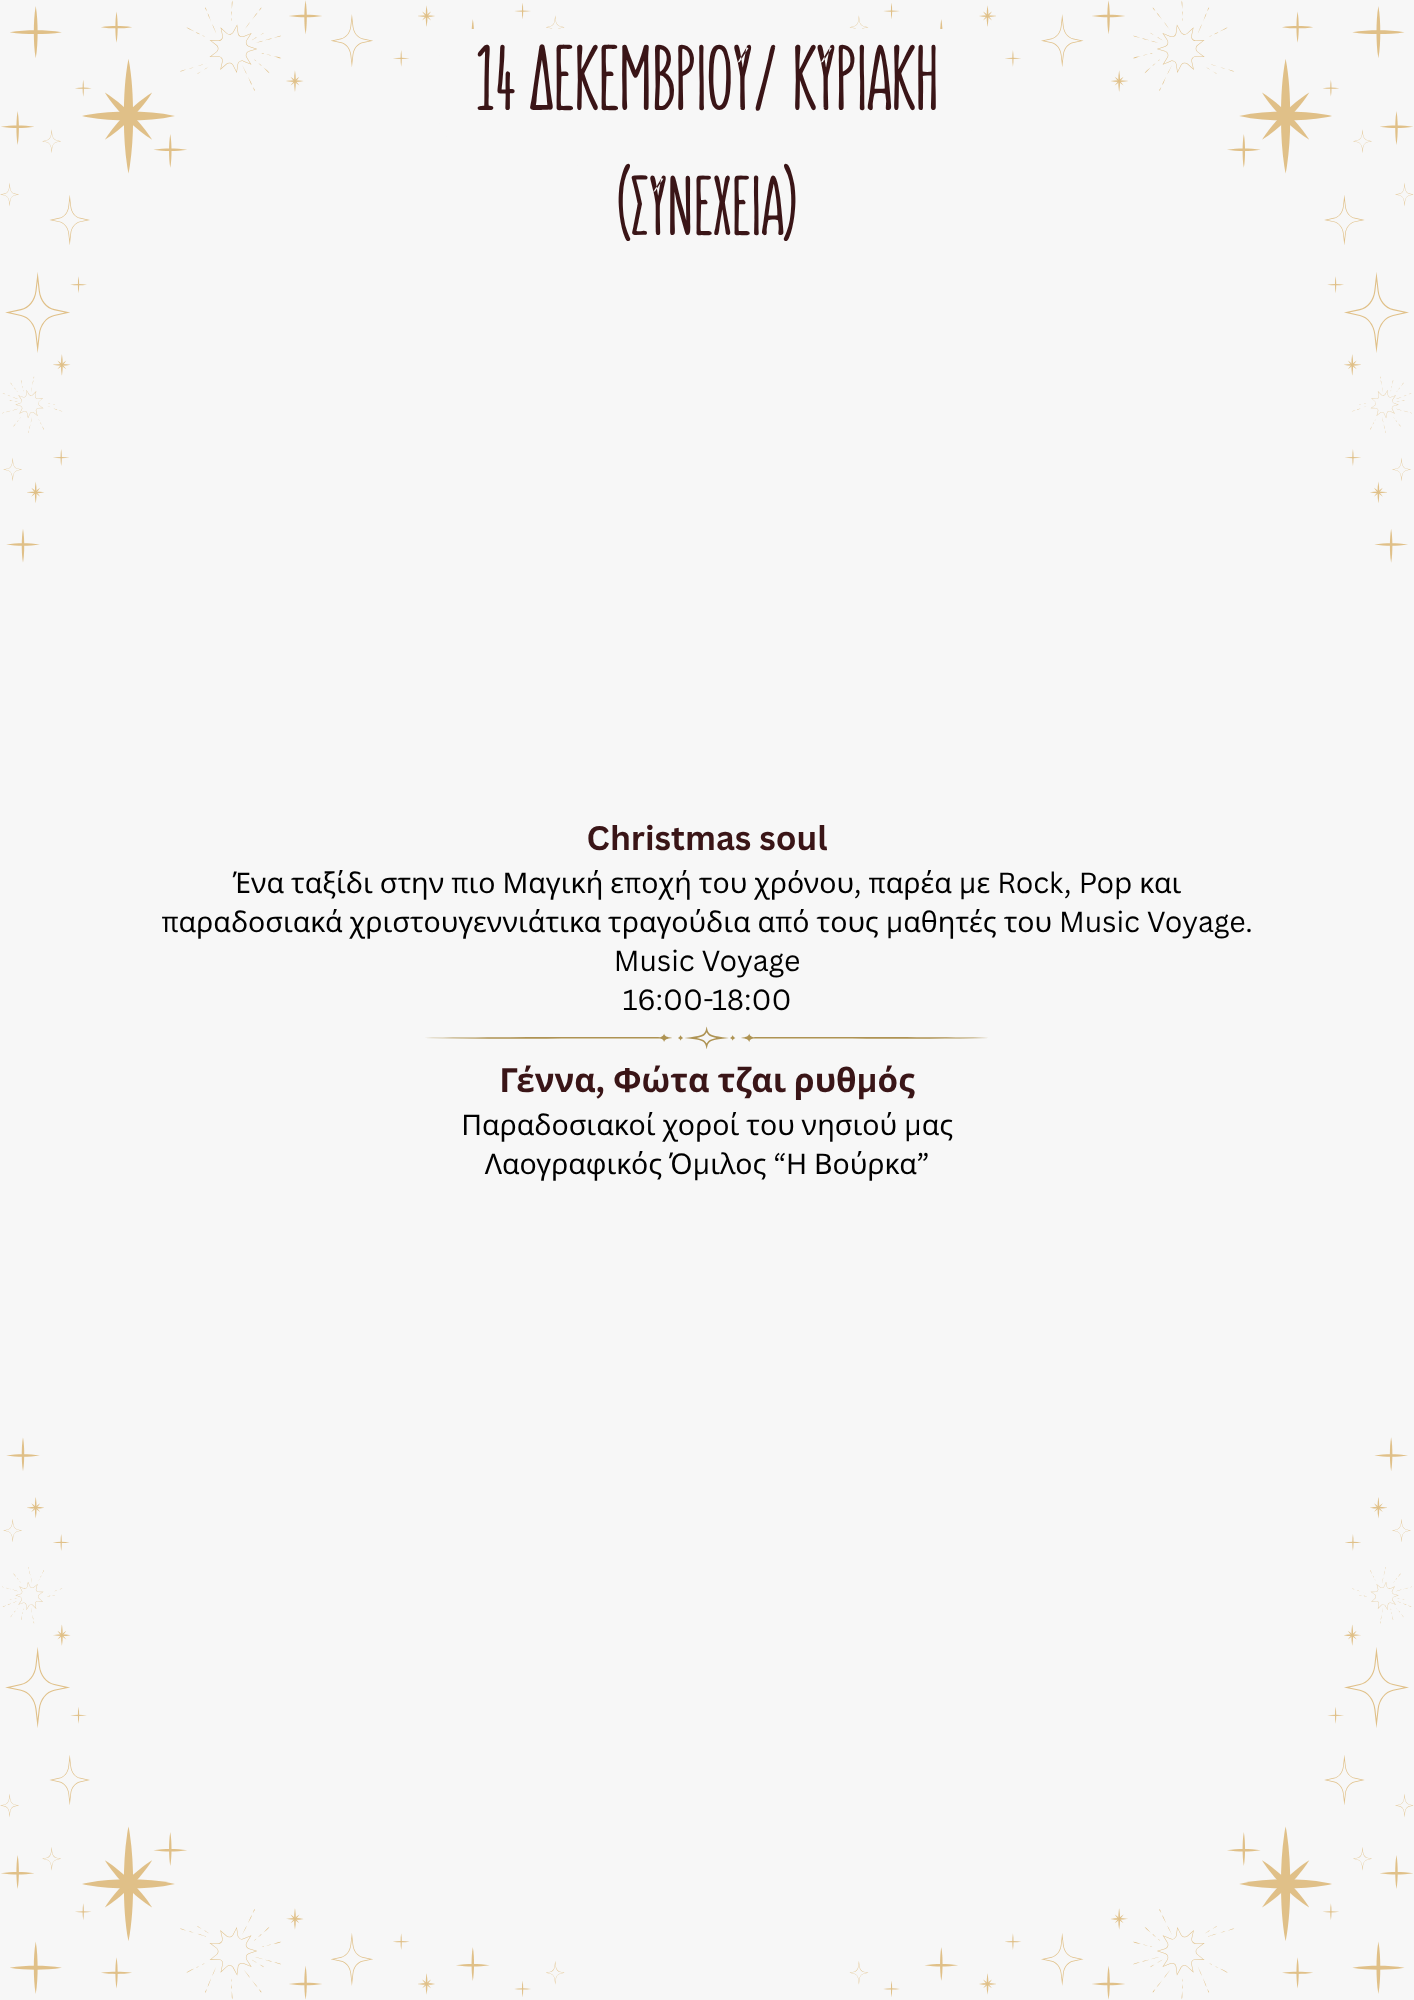 14 ΔΕΚΕΜΒΡΙΟΥ/ ΚΥΡΙΑΚΗ
(ΣΥΝΕΧΕΙΑ)
Christmas soul
Ένα ταξίδι στην πιο Μαγική εποχή του χρόνου, παρέα με Rock, Pop και
παραδοσιακά χριστουγεννιάτικα τραγούδια από τους μαθητές του Music Voyage.
Music Voyage
16:00-18:00
Γέννα, Φώτα τζαι ρυθμός
Παραδοσιακοί χοροί του νησιού μας
Λαογραφικός Όμιλος “Η Βούρκα”